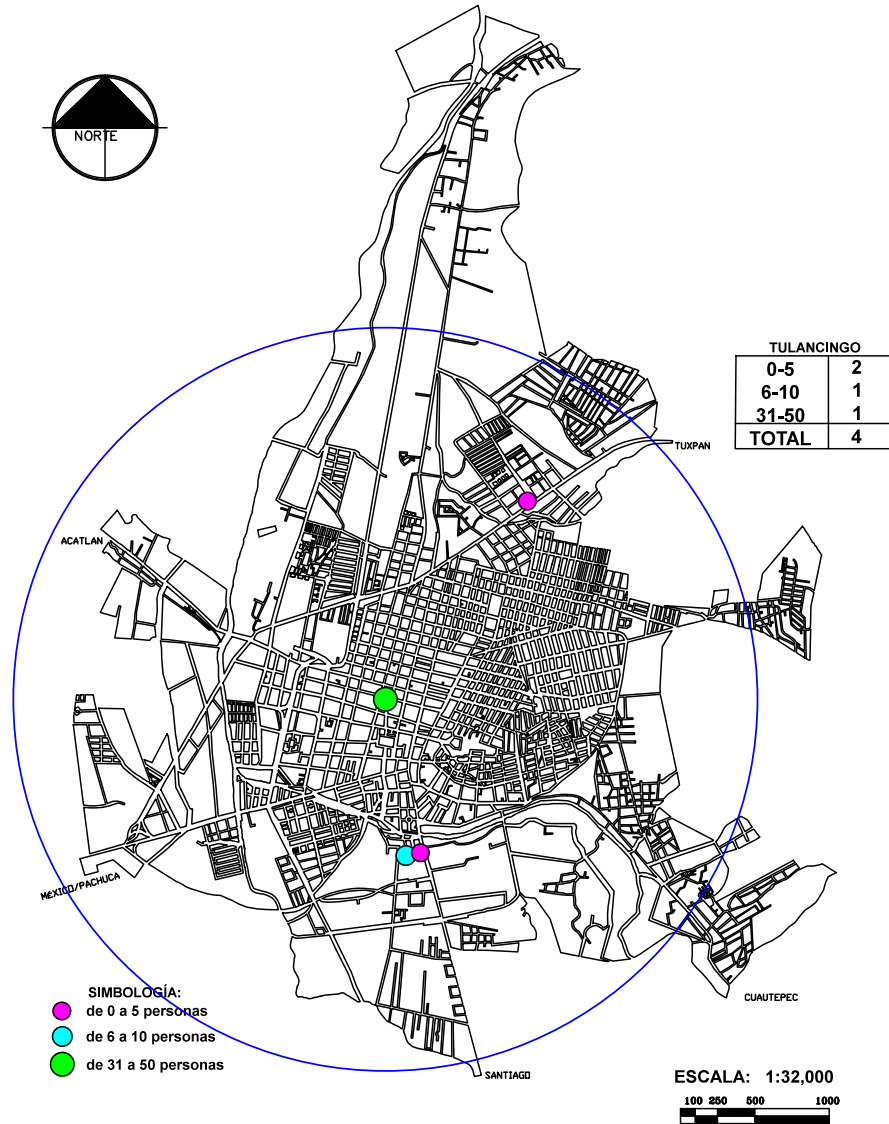 NORTE
TULANCINGO
0-5 2
6-10 1
31-50 1
TOTAL 4
TUXPAN
ACATLAN
MéXICO/PACHUCA
CUAUTEPEC
SANTIAGO
SIMBOLOGÍA:
de 0 a 5 personas
de 6 a 10 personas
de 31 a 50 personas
ESCALA: 1:32,000
100 250 500 1000